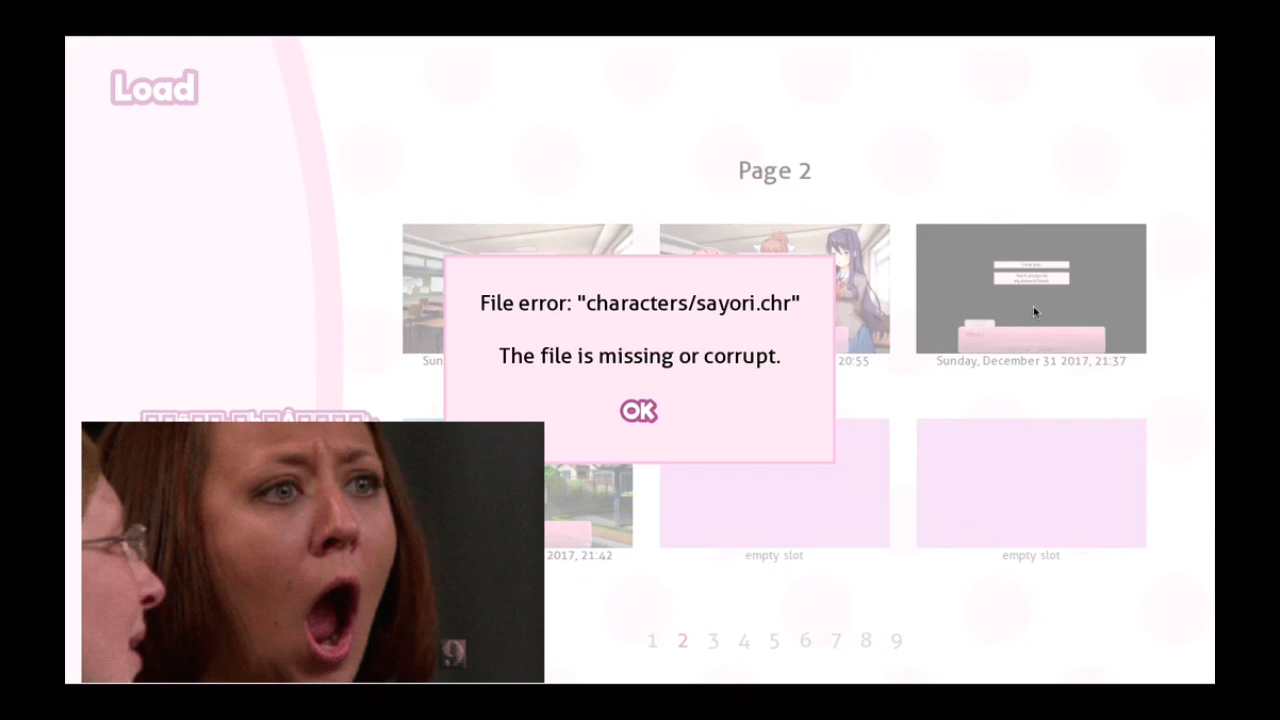 Load
Page 2
File error: "characters/sayori.chr"
The file is missing or corrupt.
OK
Sun
20:55
Sunday, December 31 2017, 21:37
2017, 21:42
empty slot
empty slot
1 2 3 4 5 6 7 8 9
9